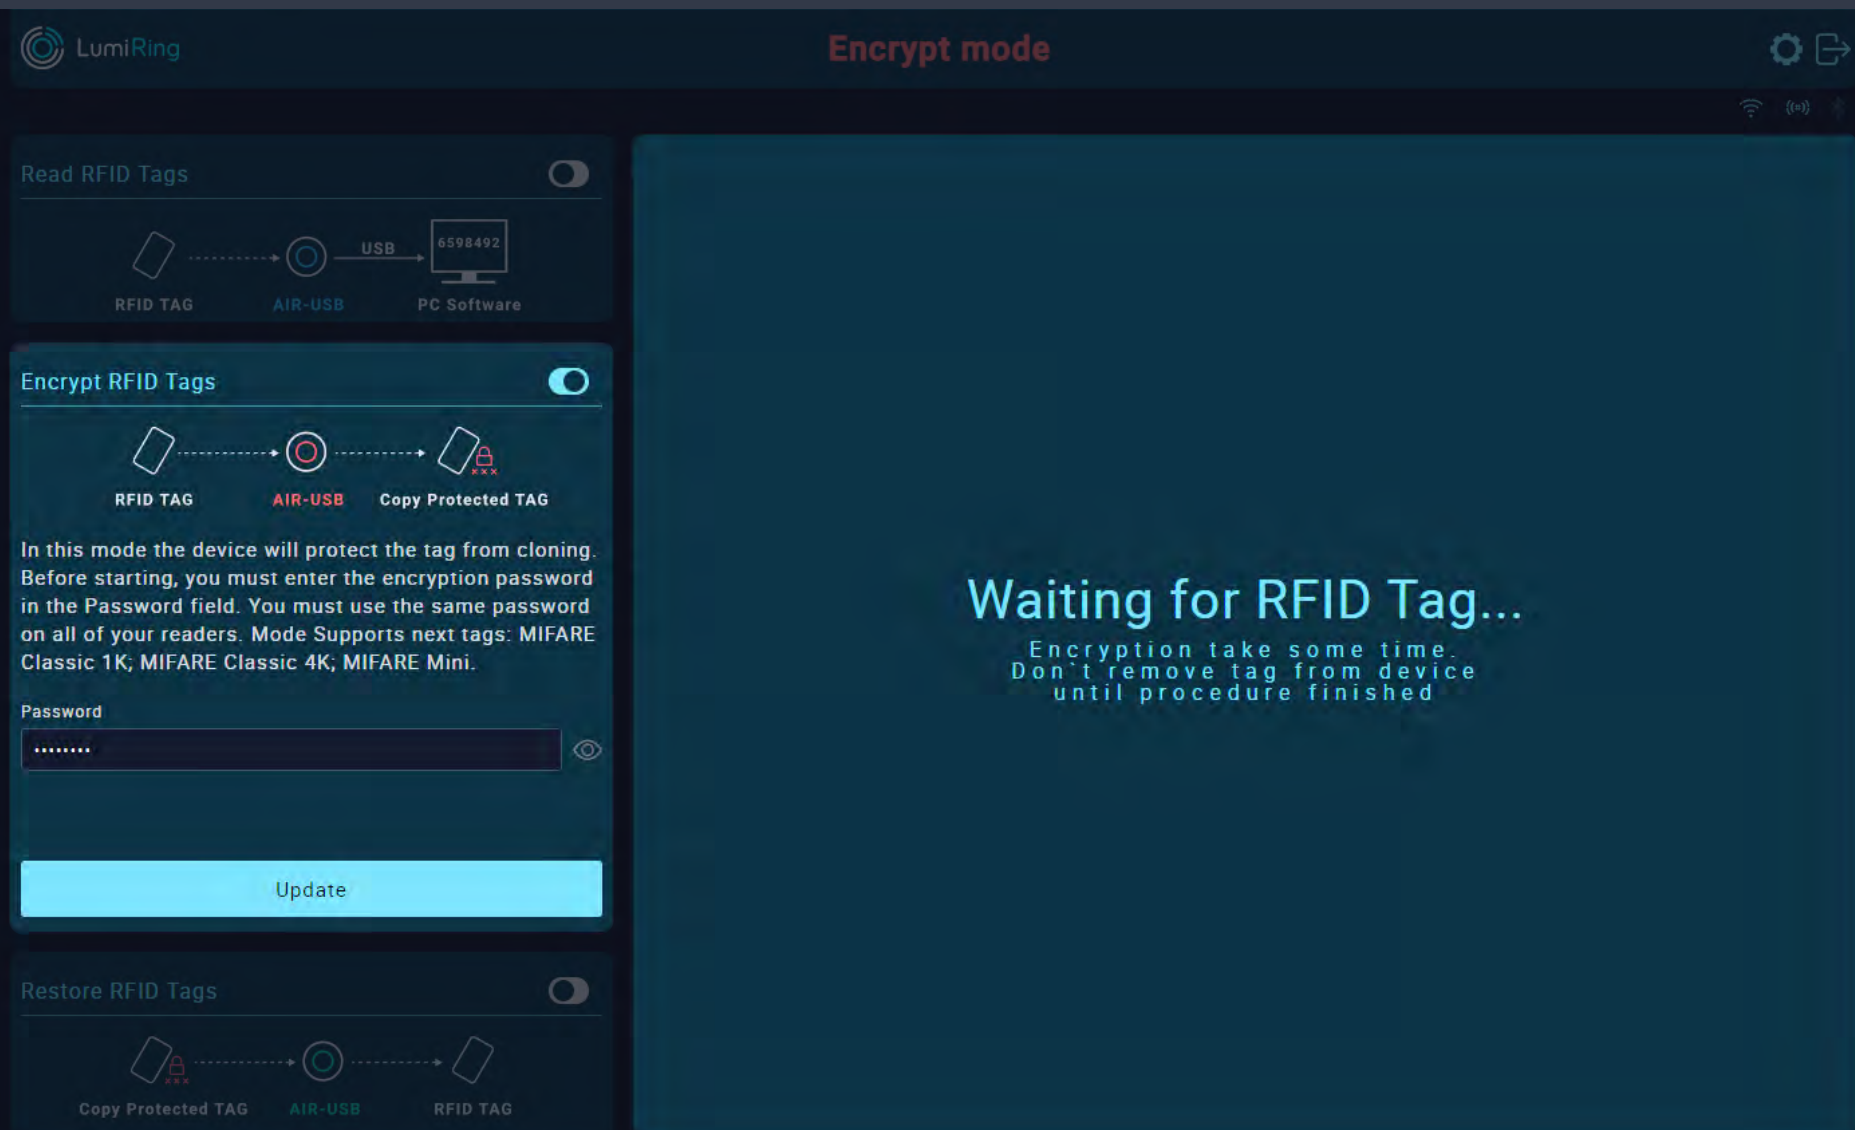 LumiRing
Encrypt mode
Read RFID Tags
USB
6598492
RFID TAG
AIR-USB
PC Software
Encrypt RFID Tags
xxx
RFID TAG
AIR-USB
Copy Protected TAG
In this mode the device will protect the tag from cloning.
Before starting, you must enter the encryption password
in the Password field. You must use the same password
on all of your readers. Mode Supports next tags: MIFARE
Classic 1K; MIFARE Classic 4K; MIFARE Mini.
Password
••••••••
Update
Restore RFID Tags
xxx
Copy Protected TAG
AIR-USB
RFID TAG
Waiting for RFID Tag...
Encryption take some time.
Don`t remove tag from device
until procedure finished